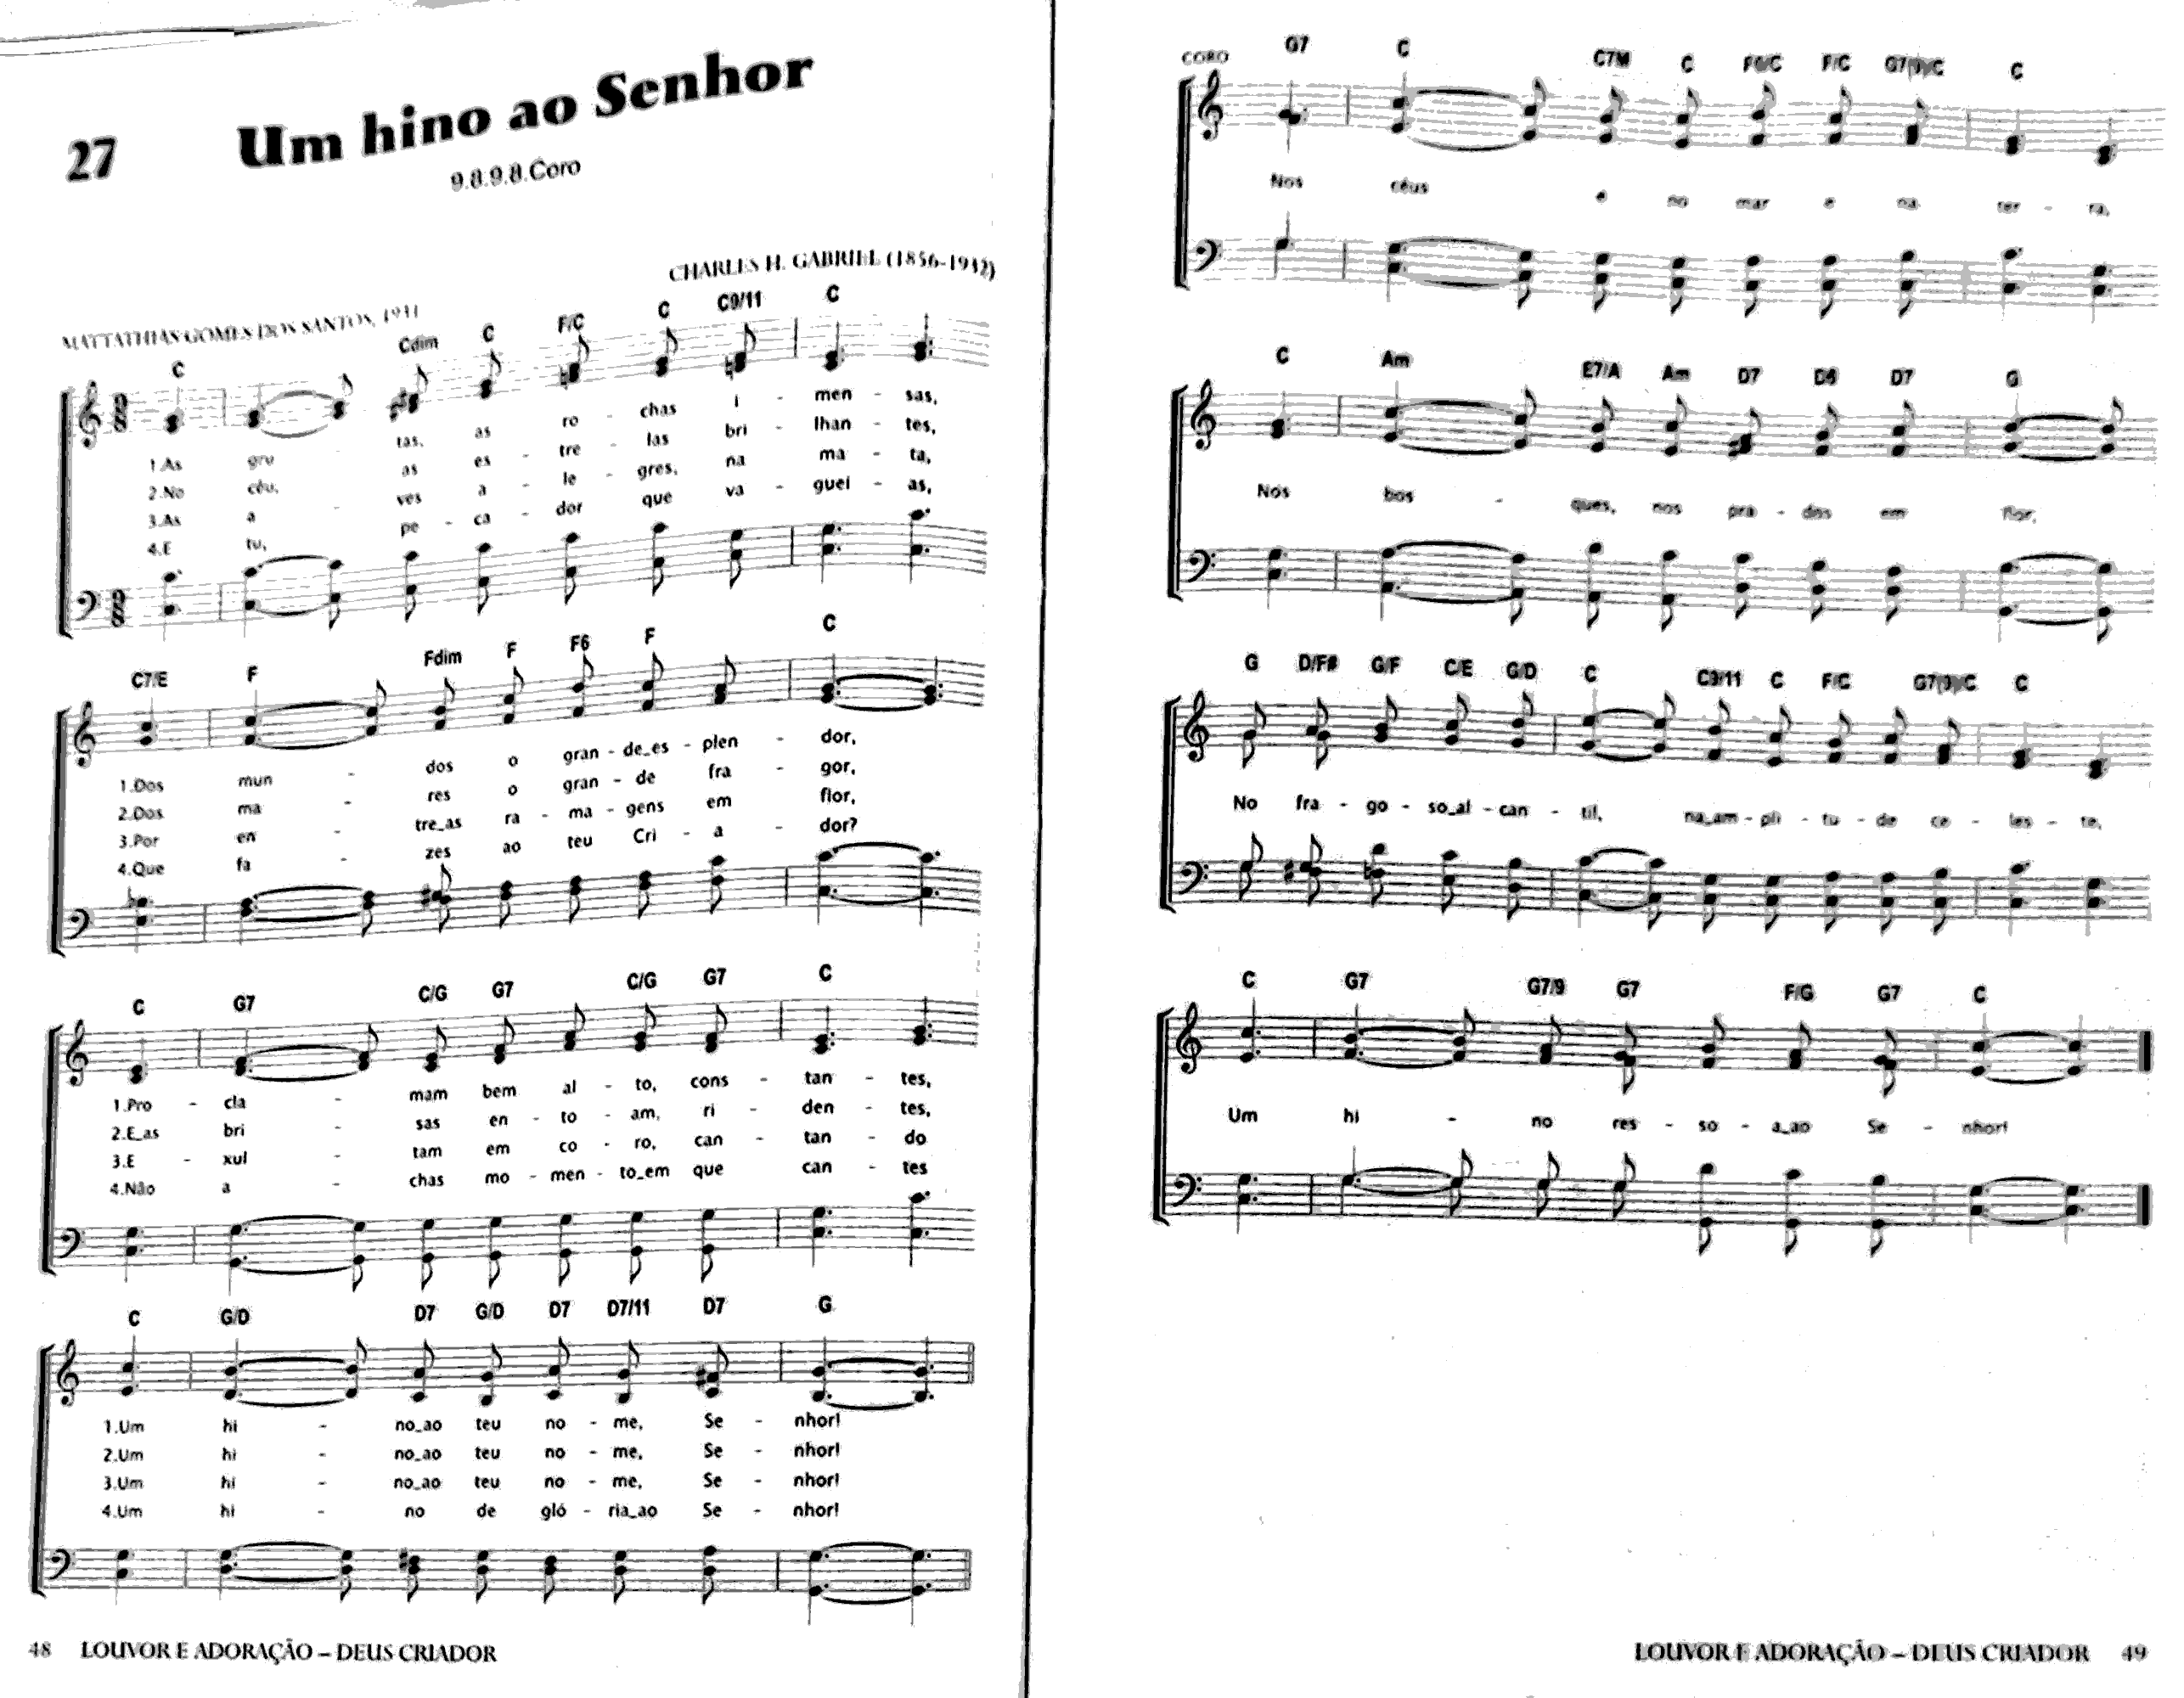 27
Um hino ao Senhor
9.8.9.8.Coro
CHARLES H. GABRIEL (1856-1932)
MATTATHIAS GOMES DOS SANTOS, 1931
C Cdim C F/C C C9/11 C
1.As gru - tas, as ro - chas i - men - sas,
2.No céu, as es - tre - las bri - lhan - tes,
3.As a - ves a - le - gres, na ma - ta,
4.E tu, pe - ca - dor que va - guei - as,
C7/E F Fdim F F6 F C
1.Dos mun - dos o gran - de_es - plen - dor,
2.Dos ma - res o gran - de fra - gor,
3.Por en - tre_as ra - ma - gens em flor,
4.Que fa - zes ao teu Cri - a - dor?
C G7 C/G G7 C/G G7 C
1.Pro - cla - mam bem al - to, cons - tan - tes,
2.E_as bri - sas en - to - am, ri - den - tes,
3.E - xul - tam em co - ro, can - tan - do
4.Não a - chas mo - men - to_em que can - tes
C G/D D7 G/D D7 D7/11 D7 G
1.Um hi - no_ao teu no - me, Se - nhor!
2.Um hi - no_ao teu no - me, Se - nhor!
3.Um hi - no_ao teu no - me, Se - nhor!
4.Um hi - no de gló - ria_ao Se - nhor!
48 LOUVOR E ADORAÇÃO – DEUS CRIADOR
CORO G7 C C7M C F6/C F/C G7(9)/C C
Nos céus e no mar e na ter - ra,
C Am E7/A Am D7 D6 D7 G
Nos bos - ques, nos pra - dos em flor,
G D/F# G/F C/E G/D C C9/11 C F/C G7(9)/C C
No fra - go - so_al - can - til, na_am - pli - tu - de ce - les - te,
C G7 G7/9 G7 F/G G7 C
Um hi - no res - so - a_ao Se - nhor!
LOUVOR E ADORAÇÃO – DEUS CRIADOR 49